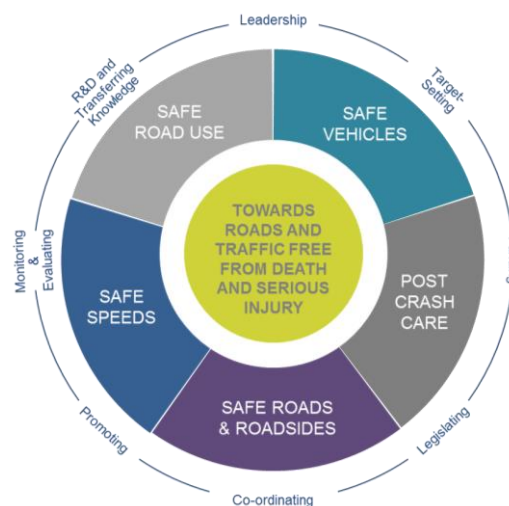 Leadership
R&D and
Transferring
Knowledge
Target-
Setting
SAFE
ROAD USE
SAFE
VEHICLES
TOWARDS
ROADS AND
TRAFFIC FREE
FROM DEATH
AND SERIOUS
INJURY
Monitoring
&
Evaluating
SAFE
SPEEDS
POST
CRASH
CARE
SAFE ROADS
& ROADSIDES
Promoting
Legislating
Co-ordinating